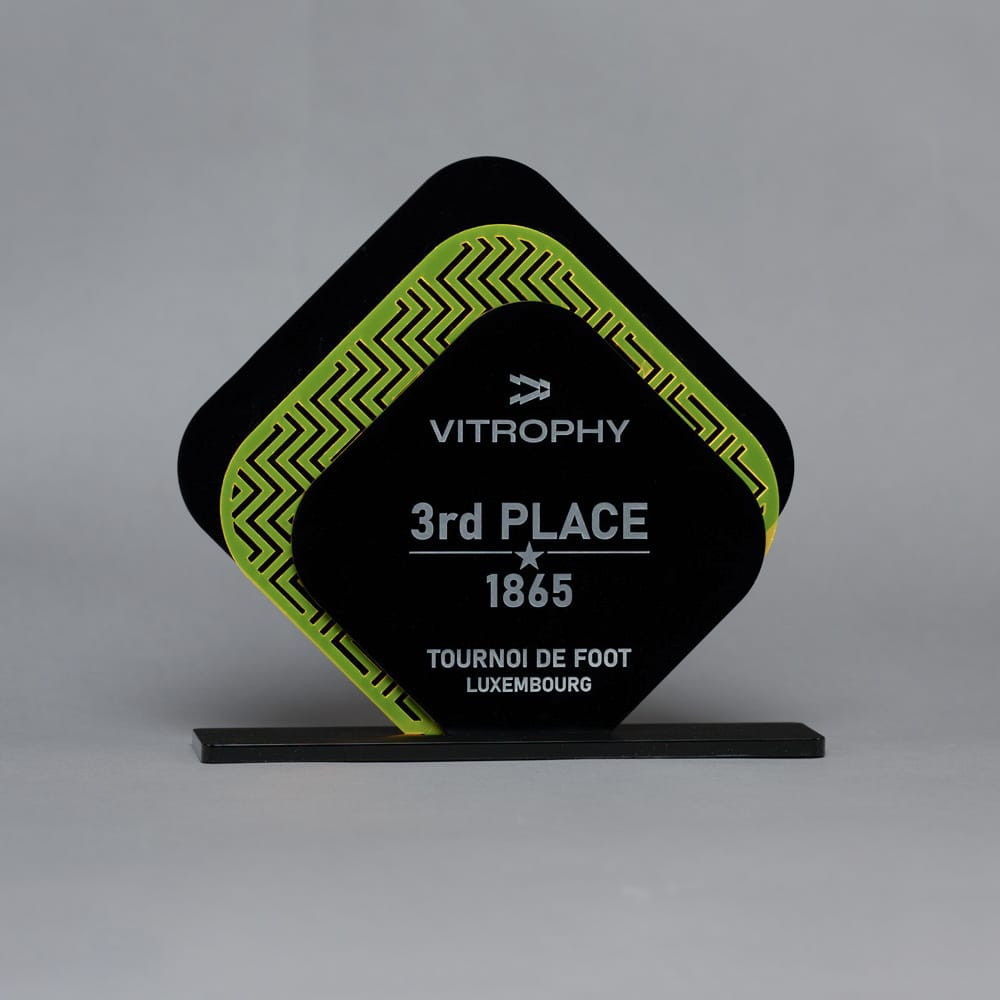 VITROPHY
3rd PLACE
1865
TOURNOI DE FOOT
LUXEMBOURG